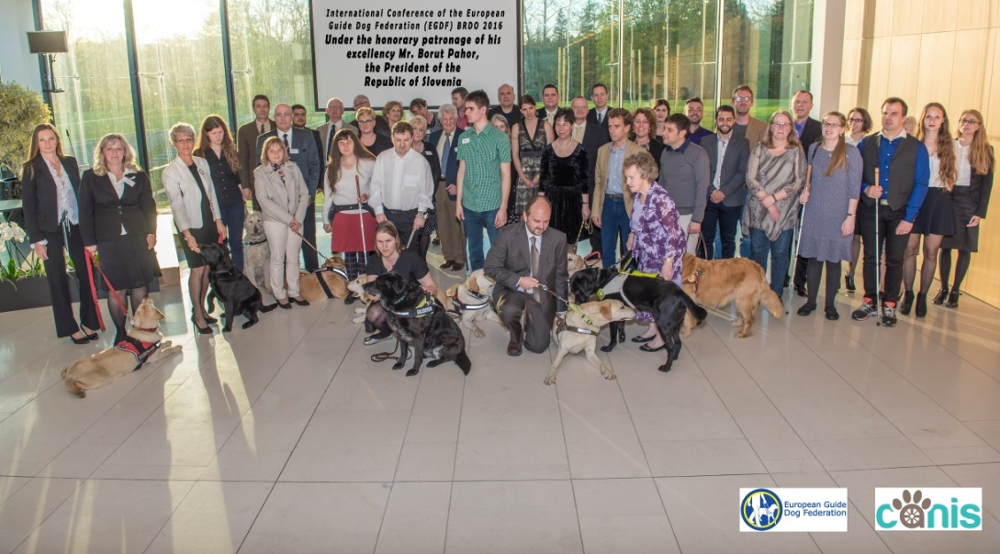 International Conference of the European
Guide Dog Federation (EGDF) BRDO 2016
Under the honorary patronage of his
excellency Mr. Borut Pahor,
the President of the
Republic of Slovenia
European Guide
Dog Federation
canis